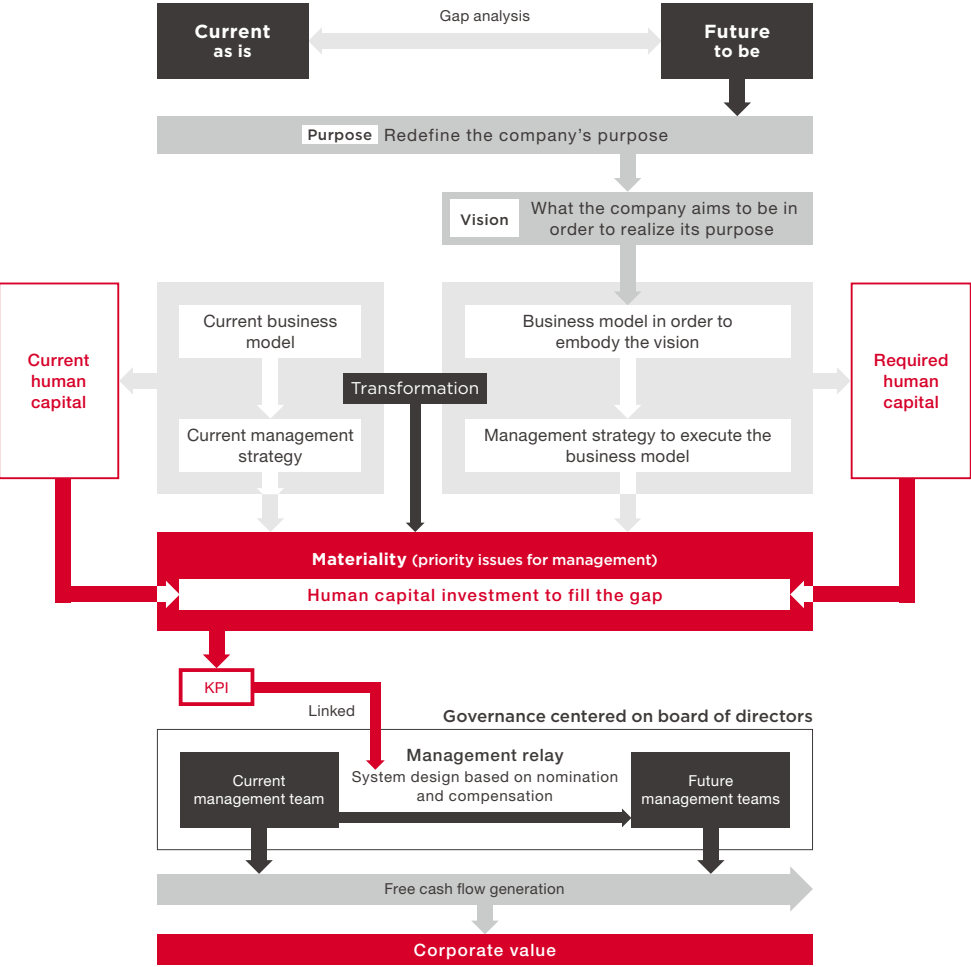 Gap analysis
Current
as is
Future
to be
Purpose Redefine the company’s purpose
Vision
What the company aims to be in
order to realize its purpose
Current
human
capital
Current business
model
Current management
strategy
Transformation
Business model in order to
embody the vision
Management strategy to execute the
business model
Required
human
capital
Materiality (priority issues for management)
Human capital investment to fill the gap
KPI
Linked
Governance centered on board of directors
Management relay
System design based on nomination
and compensation
Current
management team
Future
management teams
Free cash flow generation
Corporate value